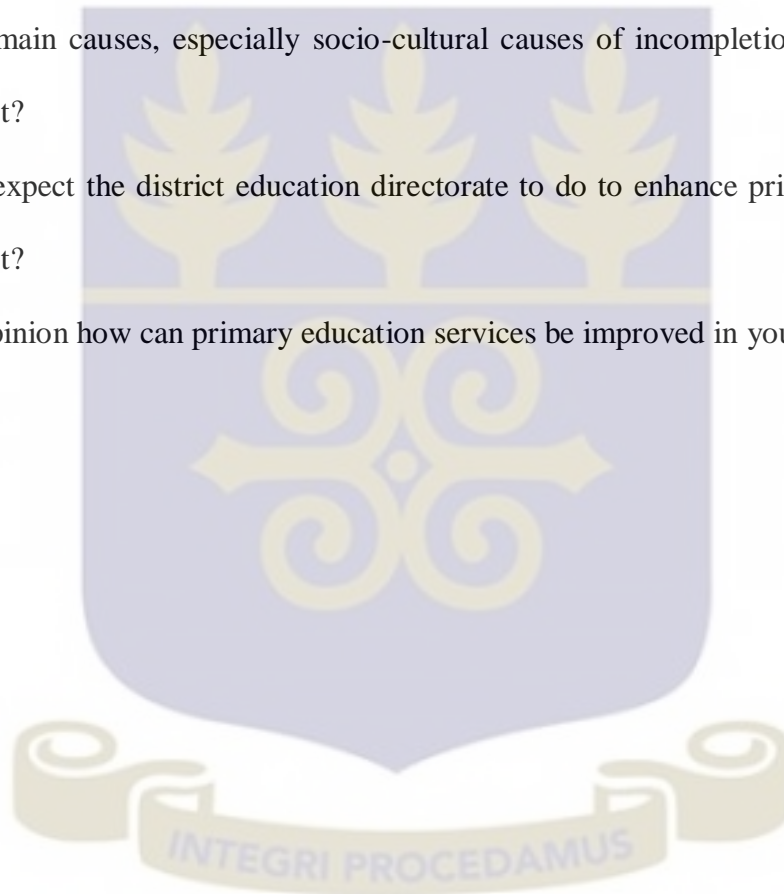 main causes, especially socio-cultural causes of incompletio
t?
expect the district education directorate to do to enhance pri
t?
pinion how can primary education services be improved in you
INTEGRI PROCEDAMUS